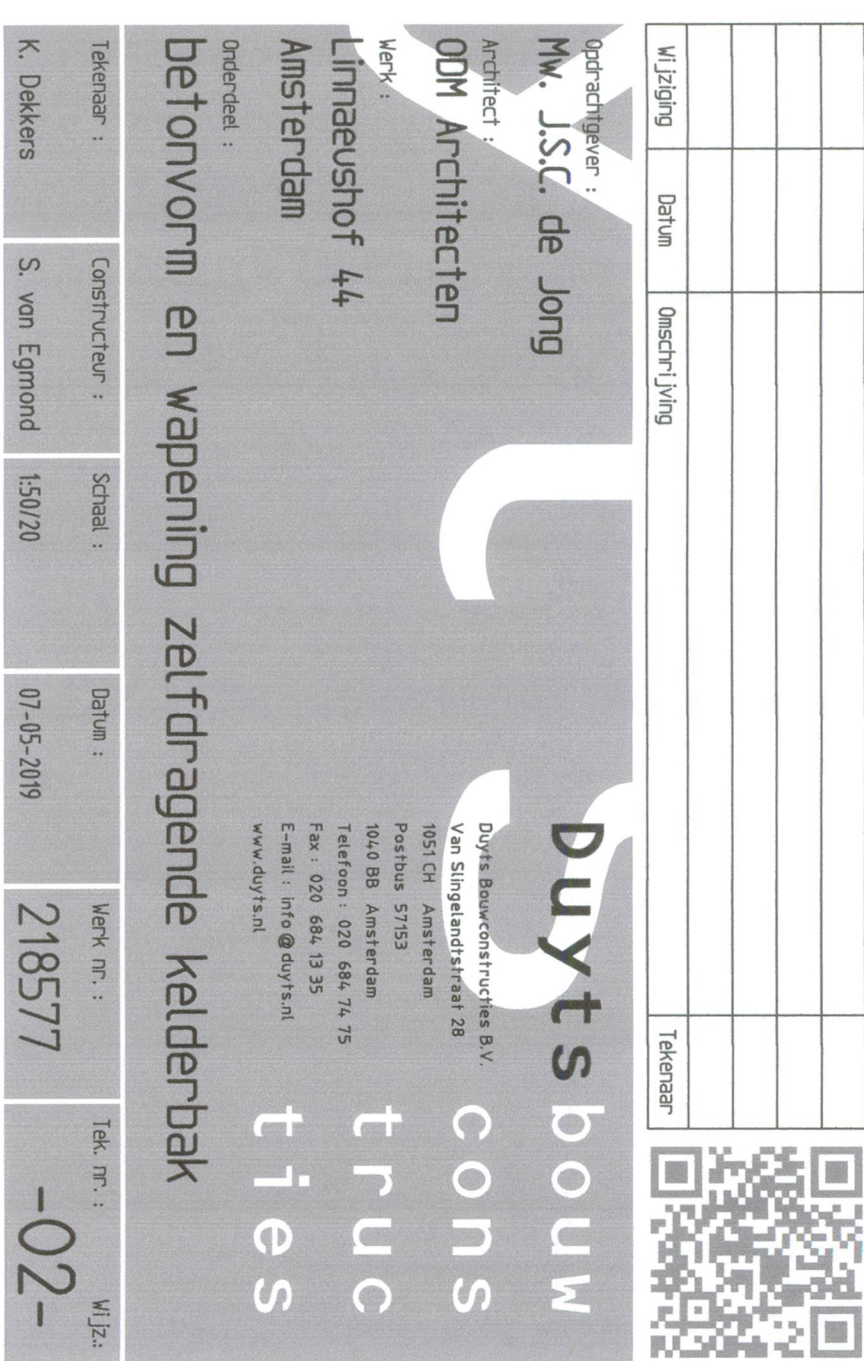 Wijziging Datum Omschrijving Tekenaar
Opdrachtgever :
Mw. J.S.C. de Jong
Architect :
ODM Architecten
Werk :
Linnaeushof 44
Amsterdam
Duyts bouw
cons
truc
ties
Duyts Bouwconstructies B.V.
Van Slingelandtstraat 28
1051 CH Amsterdam
Postbus 57153
1040 BB Amsterdam
Telefoon : 020 684 74 75
Fax : 020 684 13 35
E-mail : info @ duyts.nl
www.duyts.nl
Onderdeel :
betonvorm en wapening zelfdragende kelderbak
Tekenaar : Constructeur : Schaal : Datum : Werk nr. : Tek. nr. : Wijz.:
K. Dekkers S. van Egmond 1:50/20 07-05-2019 218577 -02-